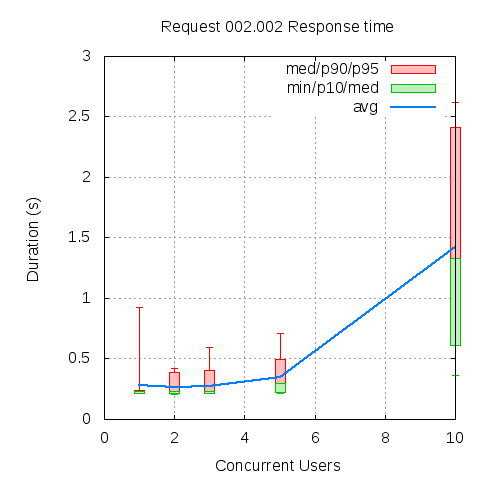 Request 002.002 Response time
3
med/p90/p95
min/p10/med
avg
2.5
2
1.5
1
0.5
0
0 2 4 6 8 10
Duration (s)
Concurrent Users